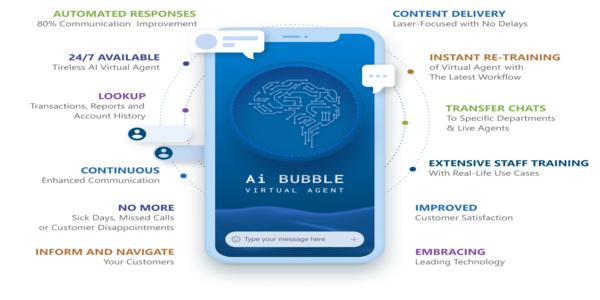 AUTOMATED RESPONSES
80% Communication Improvement
24/7 AVAILABLE
Tireless AI Virtual Agent
LOOKUP
Transactions, Reports and
Account History
CONTINUOUS
Enhanced Communication
NO MORE
Sick Days, Missed Calls
or Customer Disappointments
INFORM AND NAVIGATE
Your Customers
Ai BUBBLE
VIRTUAL AGENT
Type your message here
CONTENT DELIVERY
Laser-Focused with No Delays
INSTANT RE-TRAINING
of Virtual Agent with
The Latest Workflow
TRANSFER CHATS
To Specific Departments
& Live Agents
EXTENSIVE STAFF TRAINING
With Real-Life Use Cases
IMPROVED
Customer Satisfaction
EMBRACING
Leading Technology